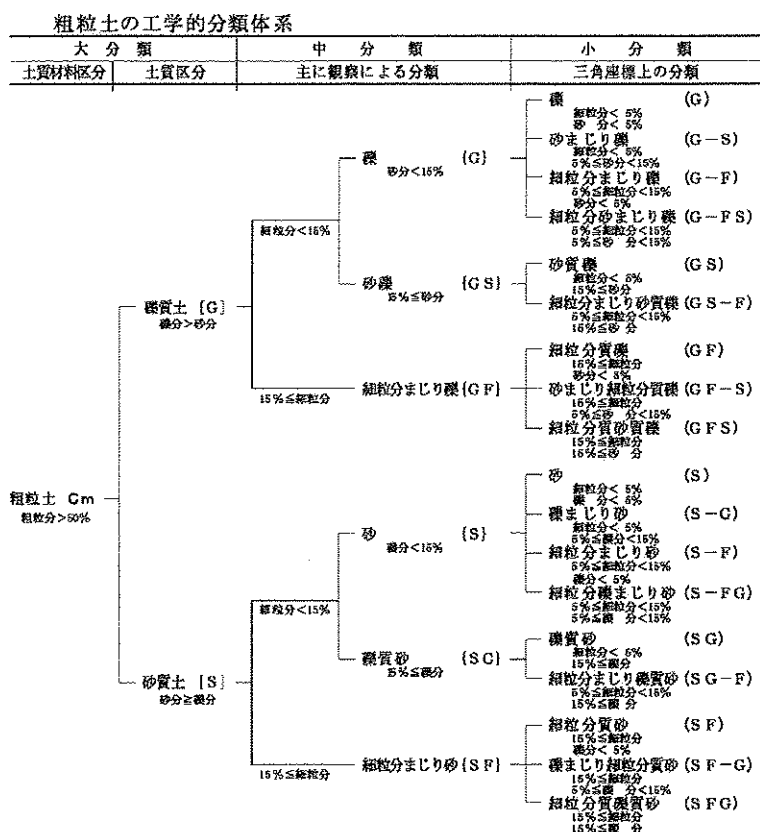 粗粒土の工学的分類体系
大 分 類 中 分 類 小 分 類
土質材料区分 土質区分 主に観察による分類 三角座標上の分類
礫 (G)
細粒分<5%
砂 分<5%
砂まじり礫 (G−S)
細粒分<5%
5%≦砂分<15%
礫 {G}
砂分<15%
細粒分まじり礫 (G−F)
5%≦細粒分<15%
砂分<5%
細粒分砂まじり礫 (G−FS)
5%≦細粒分<15%
5%≦砂 分<15%
細粒分<15%
砂質礫 (GS)
細粒分<5%
15%≦砂分
砂礫 {GS}
15%≦砂分
細粒分まじり砂質礫 (GS−F)
5%≦細粒分<15%
15%≦砂 分
礫質土 [G]
礫分>砂分
細粒分質礫 (GF)
15%≦細粒分
砂分<5%
15%≦細粒分
細粒分まじり礫 {GF}
砂まじり細粒分質礫 (GF−S)
15%≦細粒分
5%≦砂 分<15%
細粒分質砂質礫 (GFS)
15%≦細粒分
15%≦砂 分
粗粒土 Gm
粗粒分>50%
砂 (S)
細粒分<5%
礫 分<5%
礫まじり砂 (S−G)
細粒分<5%
5%≦礫分<15%
砂 {S}
礫分<15%
細粒分まじり砂 (S−F)
5%≦細粒分<15%
礫分<5%
細粒分礫まじり砂 (S−FG)
5%≦細粒分<15%
5%≦礫 分<15%
細粒分<15%
礫質砂 (SG)
細粒分<5%
15%≦礫分
礫質砂 {SG}
15%≦礫分
細粒分まじり礫質砂 (SG−F)
5%≦細粒分<15%
15%≦礫 分
砂質土 [S]
砂分≧礫分
細粒分質砂 (SF)
15%≦細粒分
礫分<5%
15%≦細粒分
細粒分まじり砂 {SF}
礫まじり細粒分質砂 (SF−G)
15%≦細粒分
5%≦礫 分<15%
細粒分質礫質砂 (SFG)
15%≦細粒分
15%≦礫 分